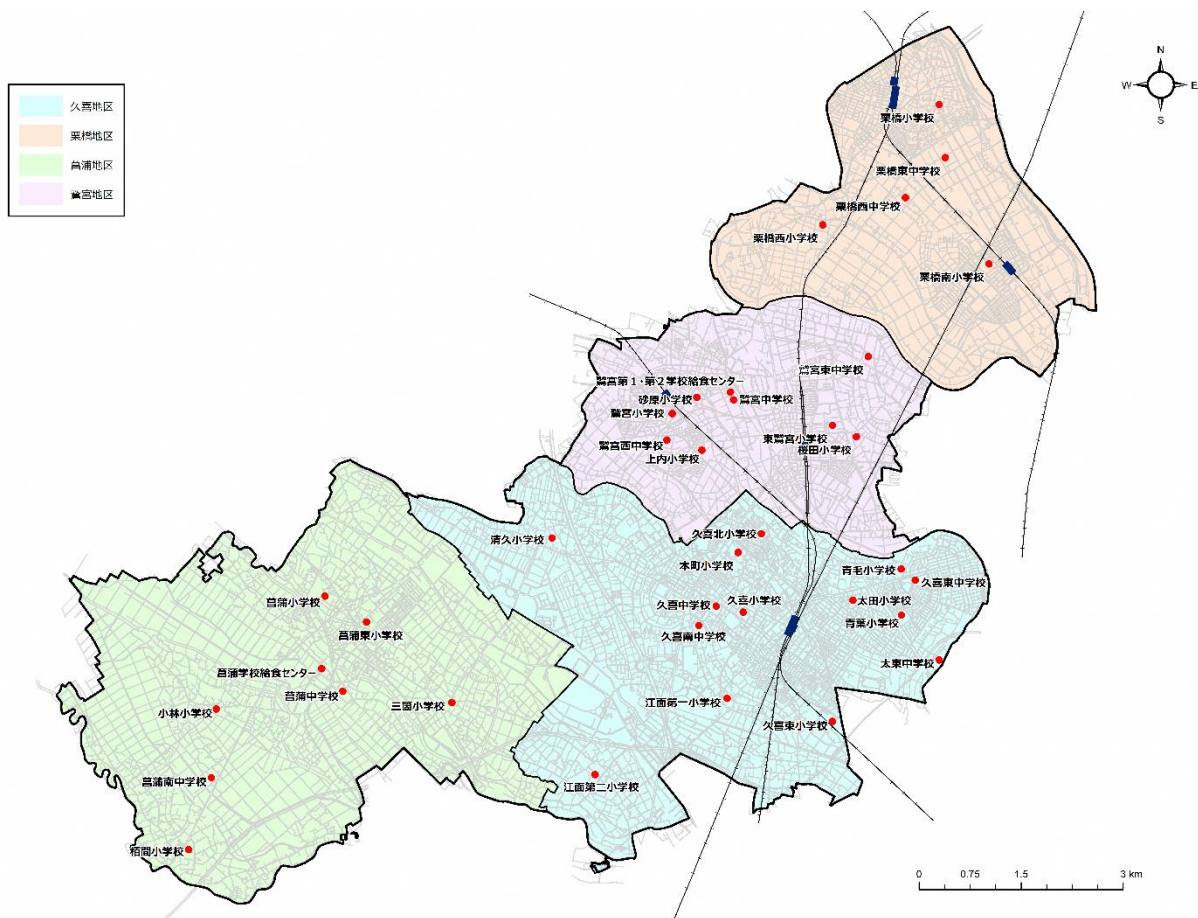 久喜地区
栗橋地区
菖蒲地区
鷲宮地区
N
W
E
S
栗橋小学校
栗橋東中学校
栗橋西中学校
栗橋西小学校
栗橋南小学校
鷲宮東中学校
鷲宮第1・第2学校給食センター
砂原小学校
鷲宮中学校
鷲宮小学校
東鷲宮小学校
鷲宮西中学校
桜田小学校
上内小学校
清久小学校
久喜北小学校
本町小学校
青毛小学校
久喜東中学校
菖蒲小学校
久喜中学校
久喜小学校
太田小学校
菖蒲東小学校
久喜南中学校
青葉小学校
太東中学校
菖蒲学校給食センター
菖蒲中学校
三箇小学校
江面第一小学校
小林小学校
久喜東小学校
菖蒲南中学校
江面第二小学校
栢間小学校
0 0.75 1.5 3 km